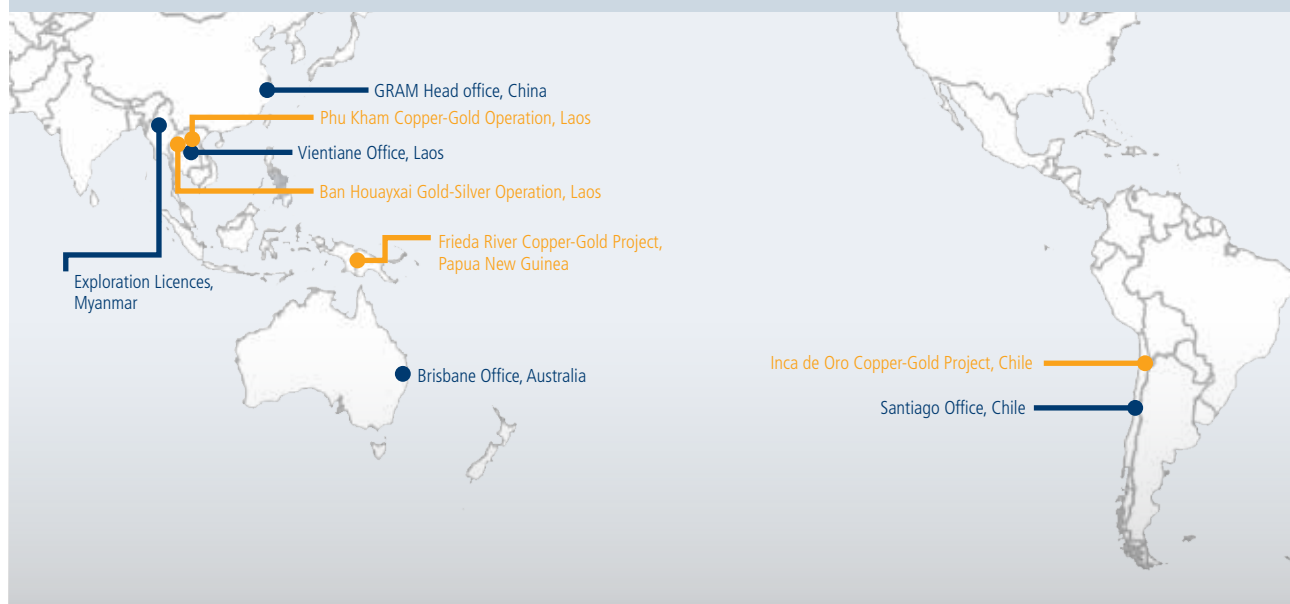 GRAM Head office, China
Phu Kham Copper-Gold Operation, Laos
Vientiane Office, Laos
Ban Houayxai Gold-Silver Operation, Laos
Frieda River Copper-Gold Project,
Papua New Guinea
Exploration Licences,
Myanmar
Brisbane Office, Australia
Inca de Oro Copper-Gold Project, Chile
Santiago Office, Chile